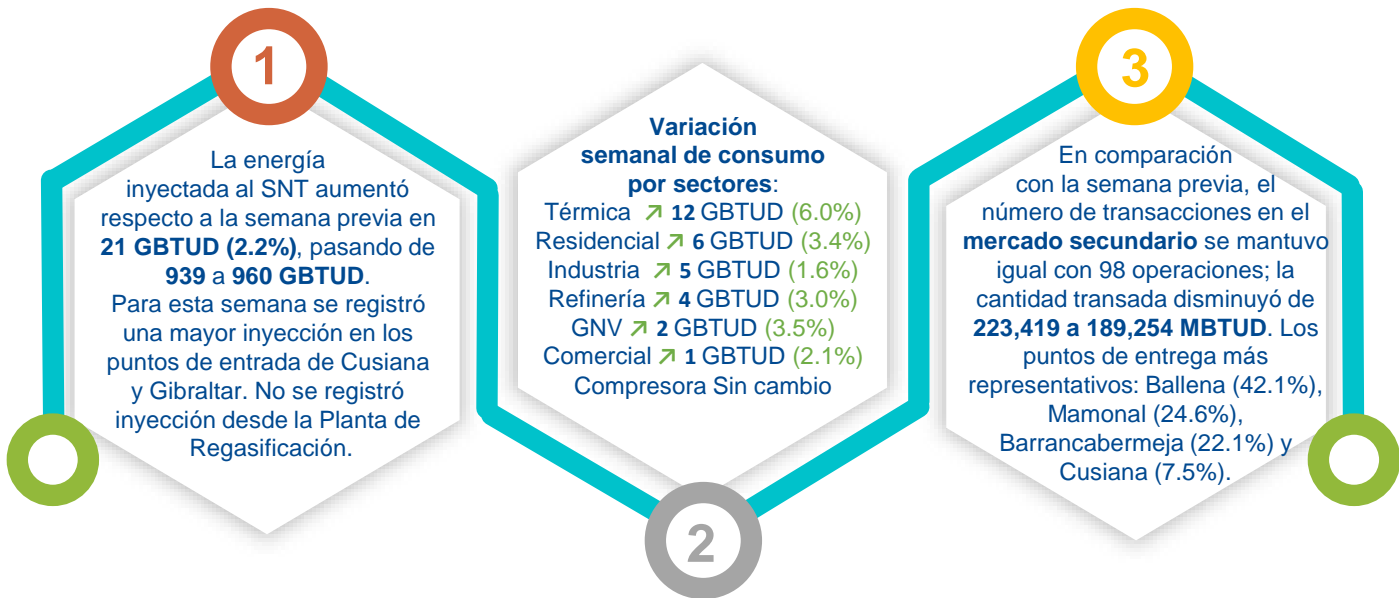 1
La energía
inyectada al SNT aumentó
respecto a la semana previa en
21 GBTUD (2.2%), pasando de
939 a 960 GBTUD.
Para esta semana se registró
una mayor inyección en los
puntos de entrada de Cusiana
y Gibraltar. No se registró
inyección desde la Planta de
Regasificación.
Variación
semanal de consumo
por sectores:
Térmica ↗ 12 GBTUD (6.0%)
Residencial ↗ 6 GBTUD (3.4%)
Industria ↗ 5 GBTUD (1.6%)
Refinería ↗ 4 GBTUD (3.0%)
GNV ↗ 2 GBTUD (3.5%)
Comercial ↗ 1 GBTUD (2.1%)
Compresora Sin cambio
2
3
En comparación
con la semana previa, el
número de transacciones en el
mercado secundario se mantuvo
igual con 98 operaciones; la
cantidad transada disminuyó de
223,419 a 189,254 MBTUD. Los
puntos de entrega más
representativos: Ballena (42.1%),
Mamonal (24.6%),
Barrancabermeja (22.1%) y
Cusiana (7.5%).